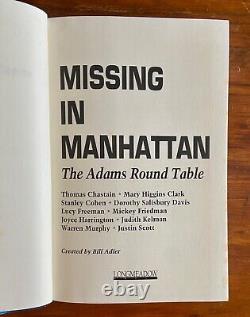 MISSING
IN
MANHATTAN
The Adams Round Table
Thomas Chastain • Mary Higgins Clark
Stanley Cohen • Dorothy Salisbury Davis
Lucy Freeman • Mickey Friedman
Joyce Harrington • Judith Kelman
Warren Murphy • Justin Scott
Created by Bill Adler
LONGMEADOW